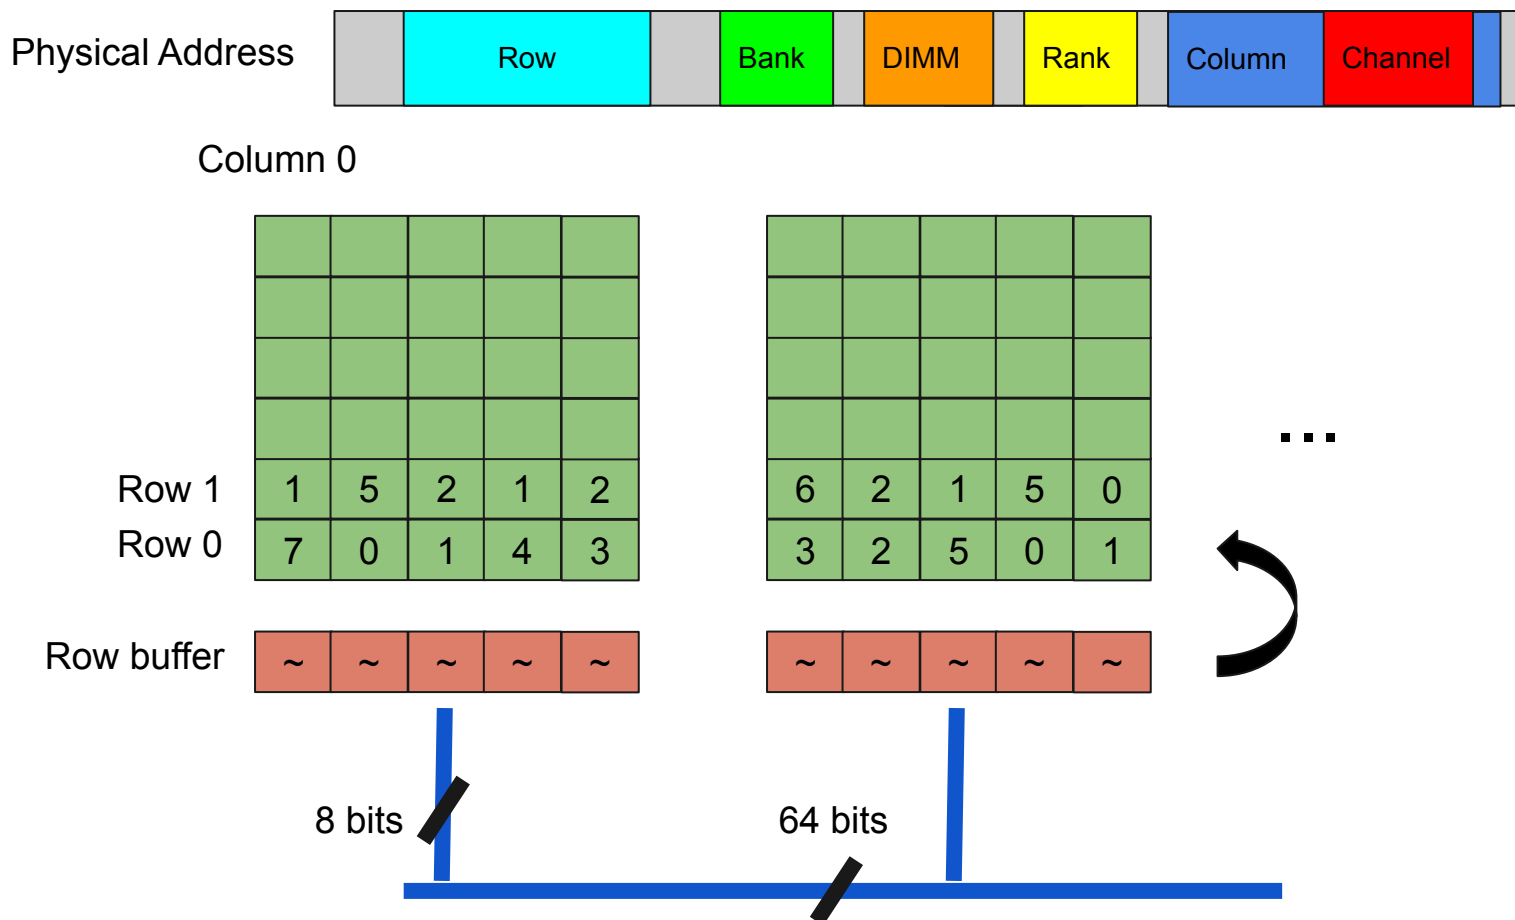 Physical Address Row Bank DIMM Rank Column Channel
Column 0
Row 1 1 5 2 1 2 6 2 1 5 0
Row 0 7 0 1 4 3 3 2 5 0 1
...
Row buffer ~ ~ ~ ~ ~ ~ ~ ~ ~ ~
8 bits 64 bits